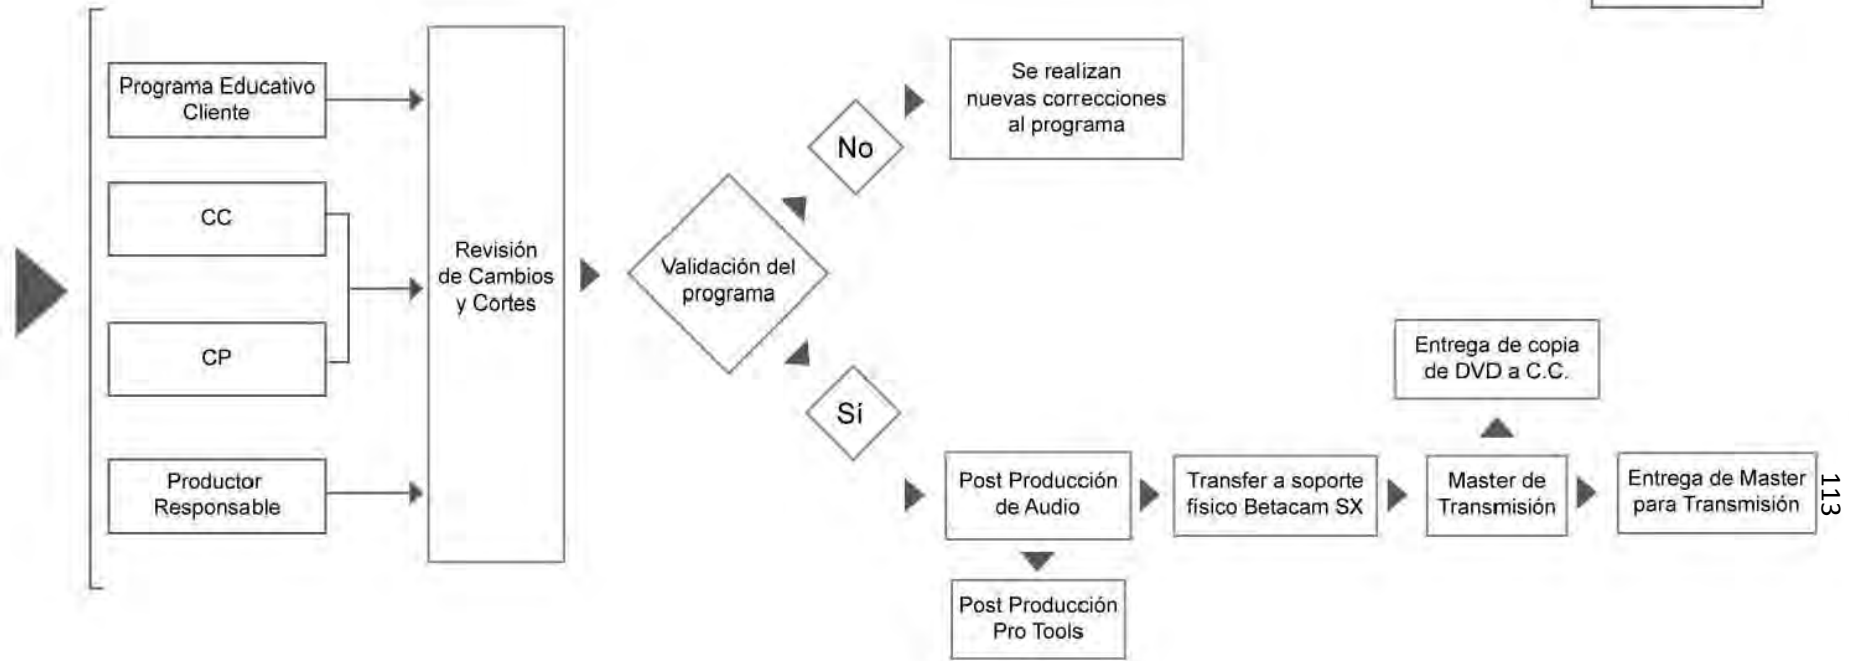 Programa Educativo
Cliente
CC
CP
Productor
Responsable
Revisión
de Cambios
y Cortes
Validación del
programa
No
Se realizan
nuevas correcciones
al programa
Sí
Post Producción
de Audio
Post Producción
Pro Tools
Transfer a soporte
físico Betacam SX
Master de
Transmisión
Entrega de copia
de DVD a C.C.
Entrega de Master
para Transmisión
113